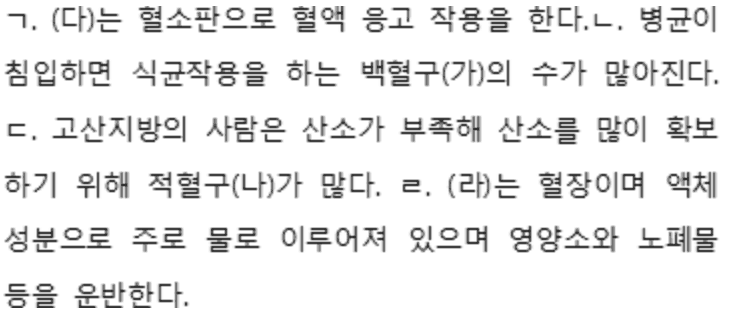 ㄱ. (다)는 혈소판으로 혈액 응고 작용을 한다.ㄴ. 병균이
침입하면 식균작용을 하는 백혈구(가)의 수가 많아진다.
ㄷ. 고산지방의 사람은 산소가 부족해 산소를 많이 확보
하기 위해 적혈구(나)가 많다. ㄹ. (라)는 혈장이며 액체
성분으로 주로 물로 이루어져 있으며 영양소와 노폐물
등을 운반한다.